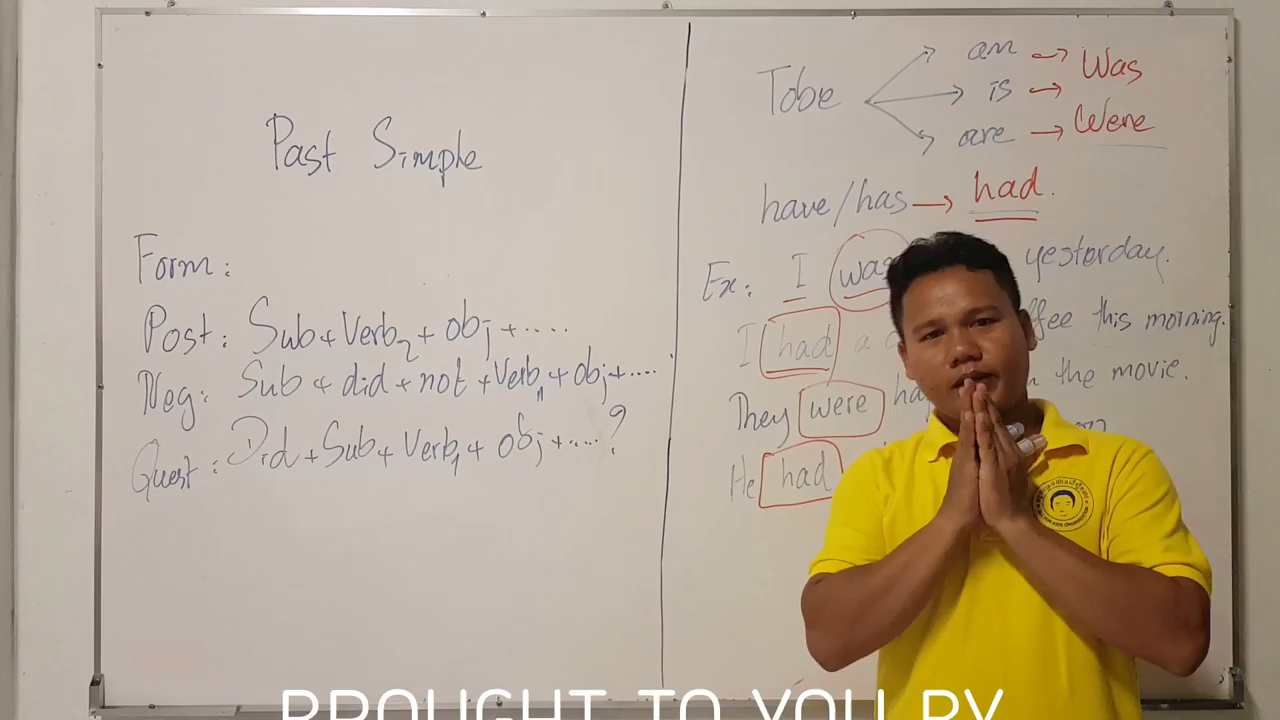 Past Simple
Form:
Post: Sub + Verb2 + obj + ....
Neg: Sub + did + not + Verb1 + obj + ....
Quest: Did + Sub + Verb1 + obj + .... ?
Tobe → am → Was
→ is →
→ are → Were
have/has → had.
Ex: I was yesterday.
I had a this morning.
They were the movie.
He had
BROUGHT TO YOU BY